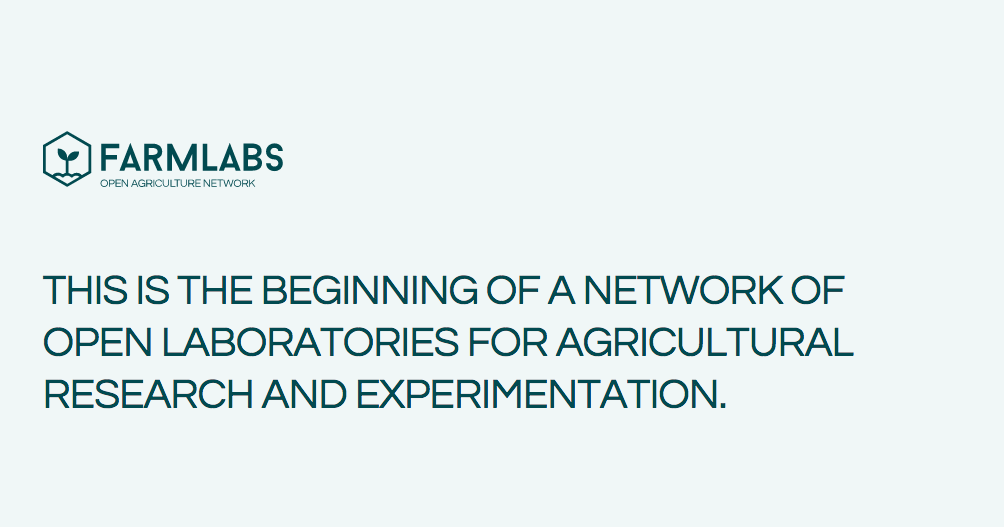 FARMLABS
OPEN AGRICULTURE NETWORK
THIS IS THE BEGINNING OF A NETWORK OF
OPEN LABORATORIES FOR AGRICULTURAL
RESEARCH AND EXPERIMENTATION.